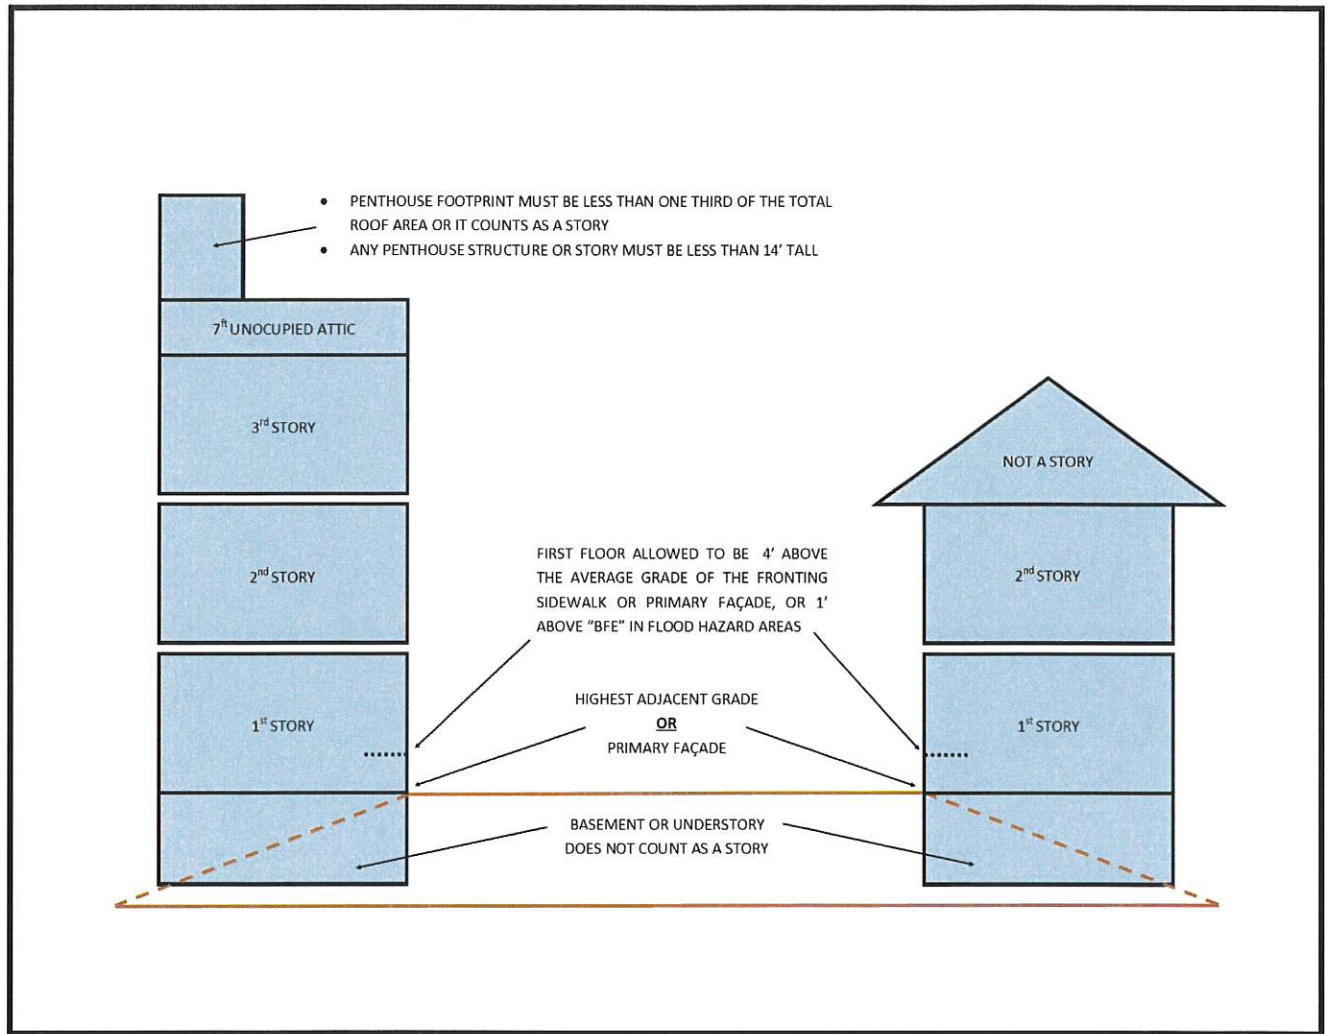 • PENTHOUSE FOOTPRINT MUST BE LESS THAN ONE THIRD OF THE TOTAL
ROOF AREA OR IT COUNTS AS A STORY
• ANY PENTHOUSE STRUCTURE OR STORY MUST BE LESS THAN 14' TALL
7ft UNOCUPIED ATTIC
3rd STORY
NOT A STORY
2nd STORY
FIRST FLOOR ALLOWED TO BE 4' ABOVE
THE AVERAGE GRADE OF THE FRONTING
SIDEWALK OR PRIMARY FAÇADE, OR 1'
ABOVE "BFE" IN FLOOD HAZARD AREAS
2nd STORY
1st STORY
HIGHEST ADJACENT GRADE
OR
PRIMARY FAÇADE
1st STORY
BASEMENT OR UNDERSTORY
DOES NOT COUNT AS A STORY